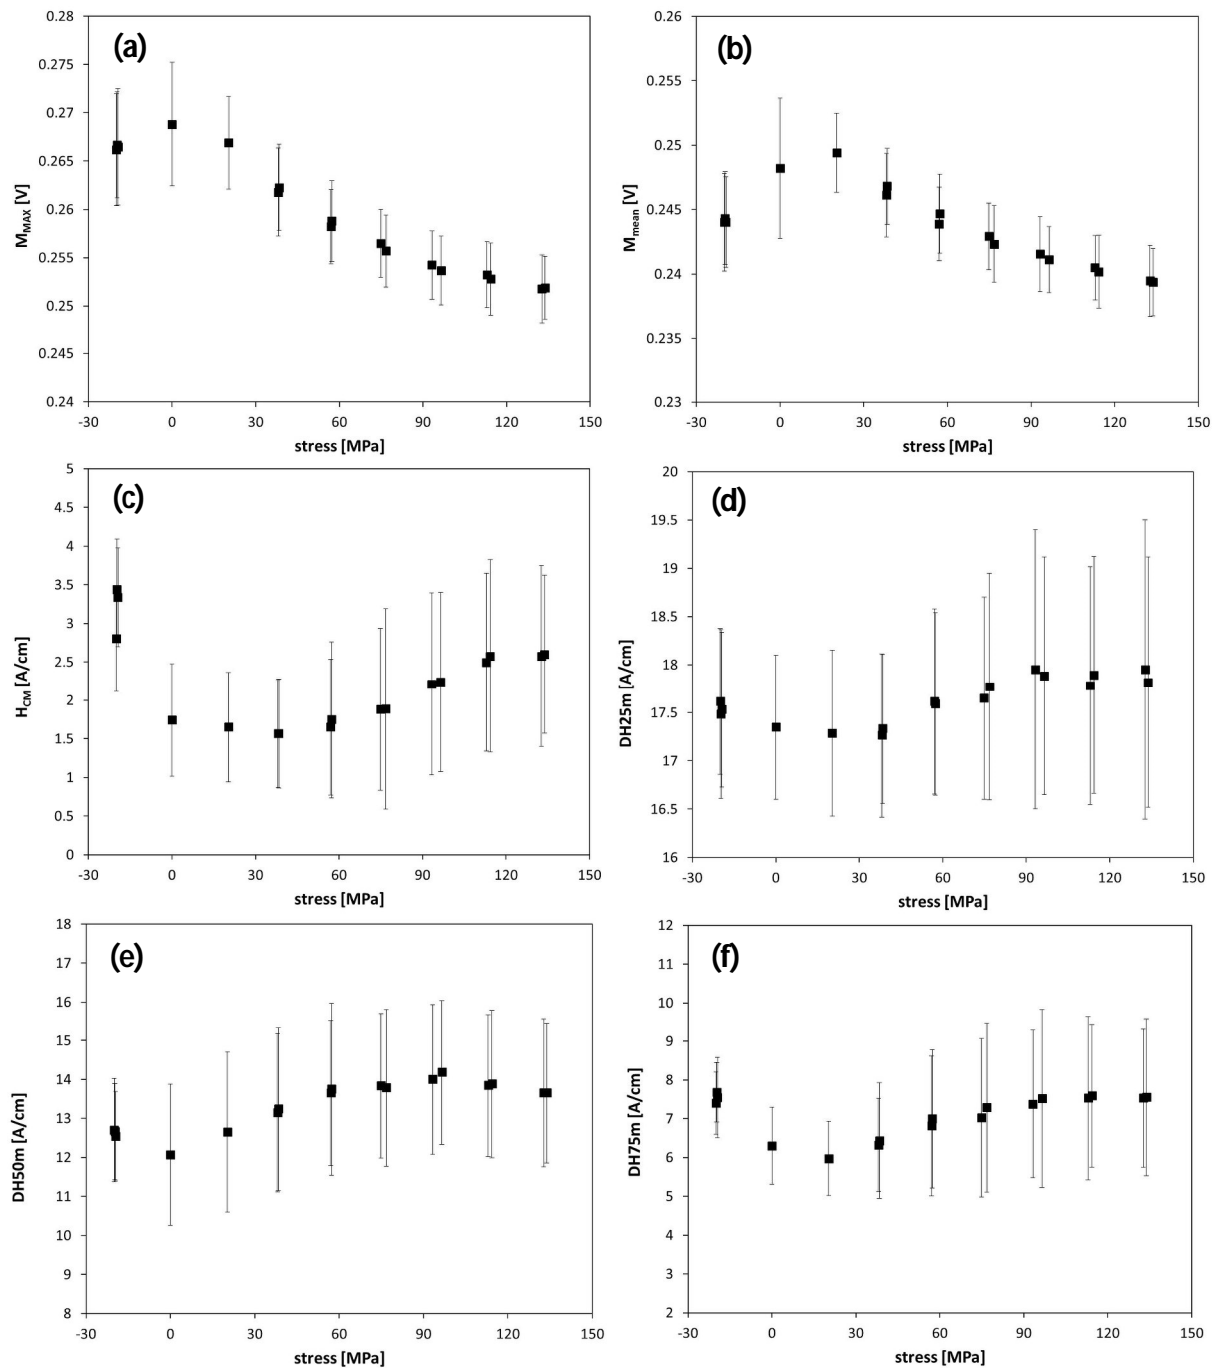 (a)
0.28
0.275
0.27
0.265
0.26
0.255
0.25
0.245
0.24
M_MAX [V]
-30 0 30 60 90 120 150
stress [MPa]
(b)
0.26
0.255
0.25
0.245
0.24
0.235
0.23
M_mean [V]
-30 0 30 60 90 120 150
stress [MPa]
(c)
5
4.5
4
3.5
3
2.5
2
1.5
1
0.5
0
H_CM [A/cm]
-30 0 30 60 90 120 150
stress [MPa]
(d)
20
19.5
19
18.5
18
17.5
17
16.5
16
DH25m [A/cm]
-30 0 30 60 90 120 150
stress [MPa]
(e)
18
17
16
15
14
13
12
11
10
9
8
DH50m [A/cm]
-30 0 30 60 90 120 150
stress [MPa]
(f)
12
11
10
9
8
7
6
5
4
3
2
DH75m [A/cm]
-30 0 30 60 90 120 150
stress [MPa]